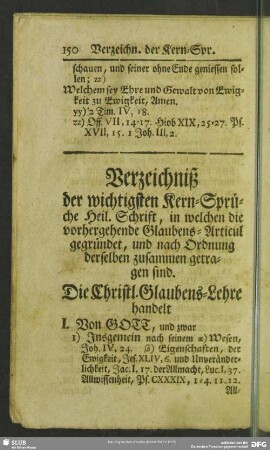 150 Verzeichn. der Kern-Spr.
schauen, und seiner ohne Ende geniessen sol-
len; zz)
Welchem sey Ehre und Gewalt von Ewig-
keit zu Ewigkeit, Amen.
yy) 2 Tim. IV, 18.
zz) Off. VII, 14-17. Hiob XIX, 25-27. Ps.
XVII, 15. 1 Joh. III, 2.
Verzeichniß
der wichtigsten Kern-Sprü-
che Heil. Schrift, in welchen die
vorhergehende Glaubens-Articul
gegründet, und nach Ordnung
derselben zusammen getra-
gen sind.
Die Christl. Glaubens-Lehre
handelt
I. Von GOTT, und zwar
1) Insgemein nach seinem α) Wesen,
Joh. IV, 24. β) Eigenschaften, der
Ewigkeit, Jes. XLIV, 6. und Unverän̈der-
lichkeit, Jac. I, 17. der Allmacht, Luc. I, 37.
Allwissenheit, Ps. CXXXIX, 1-4. 11. 12.
All-
SLUB